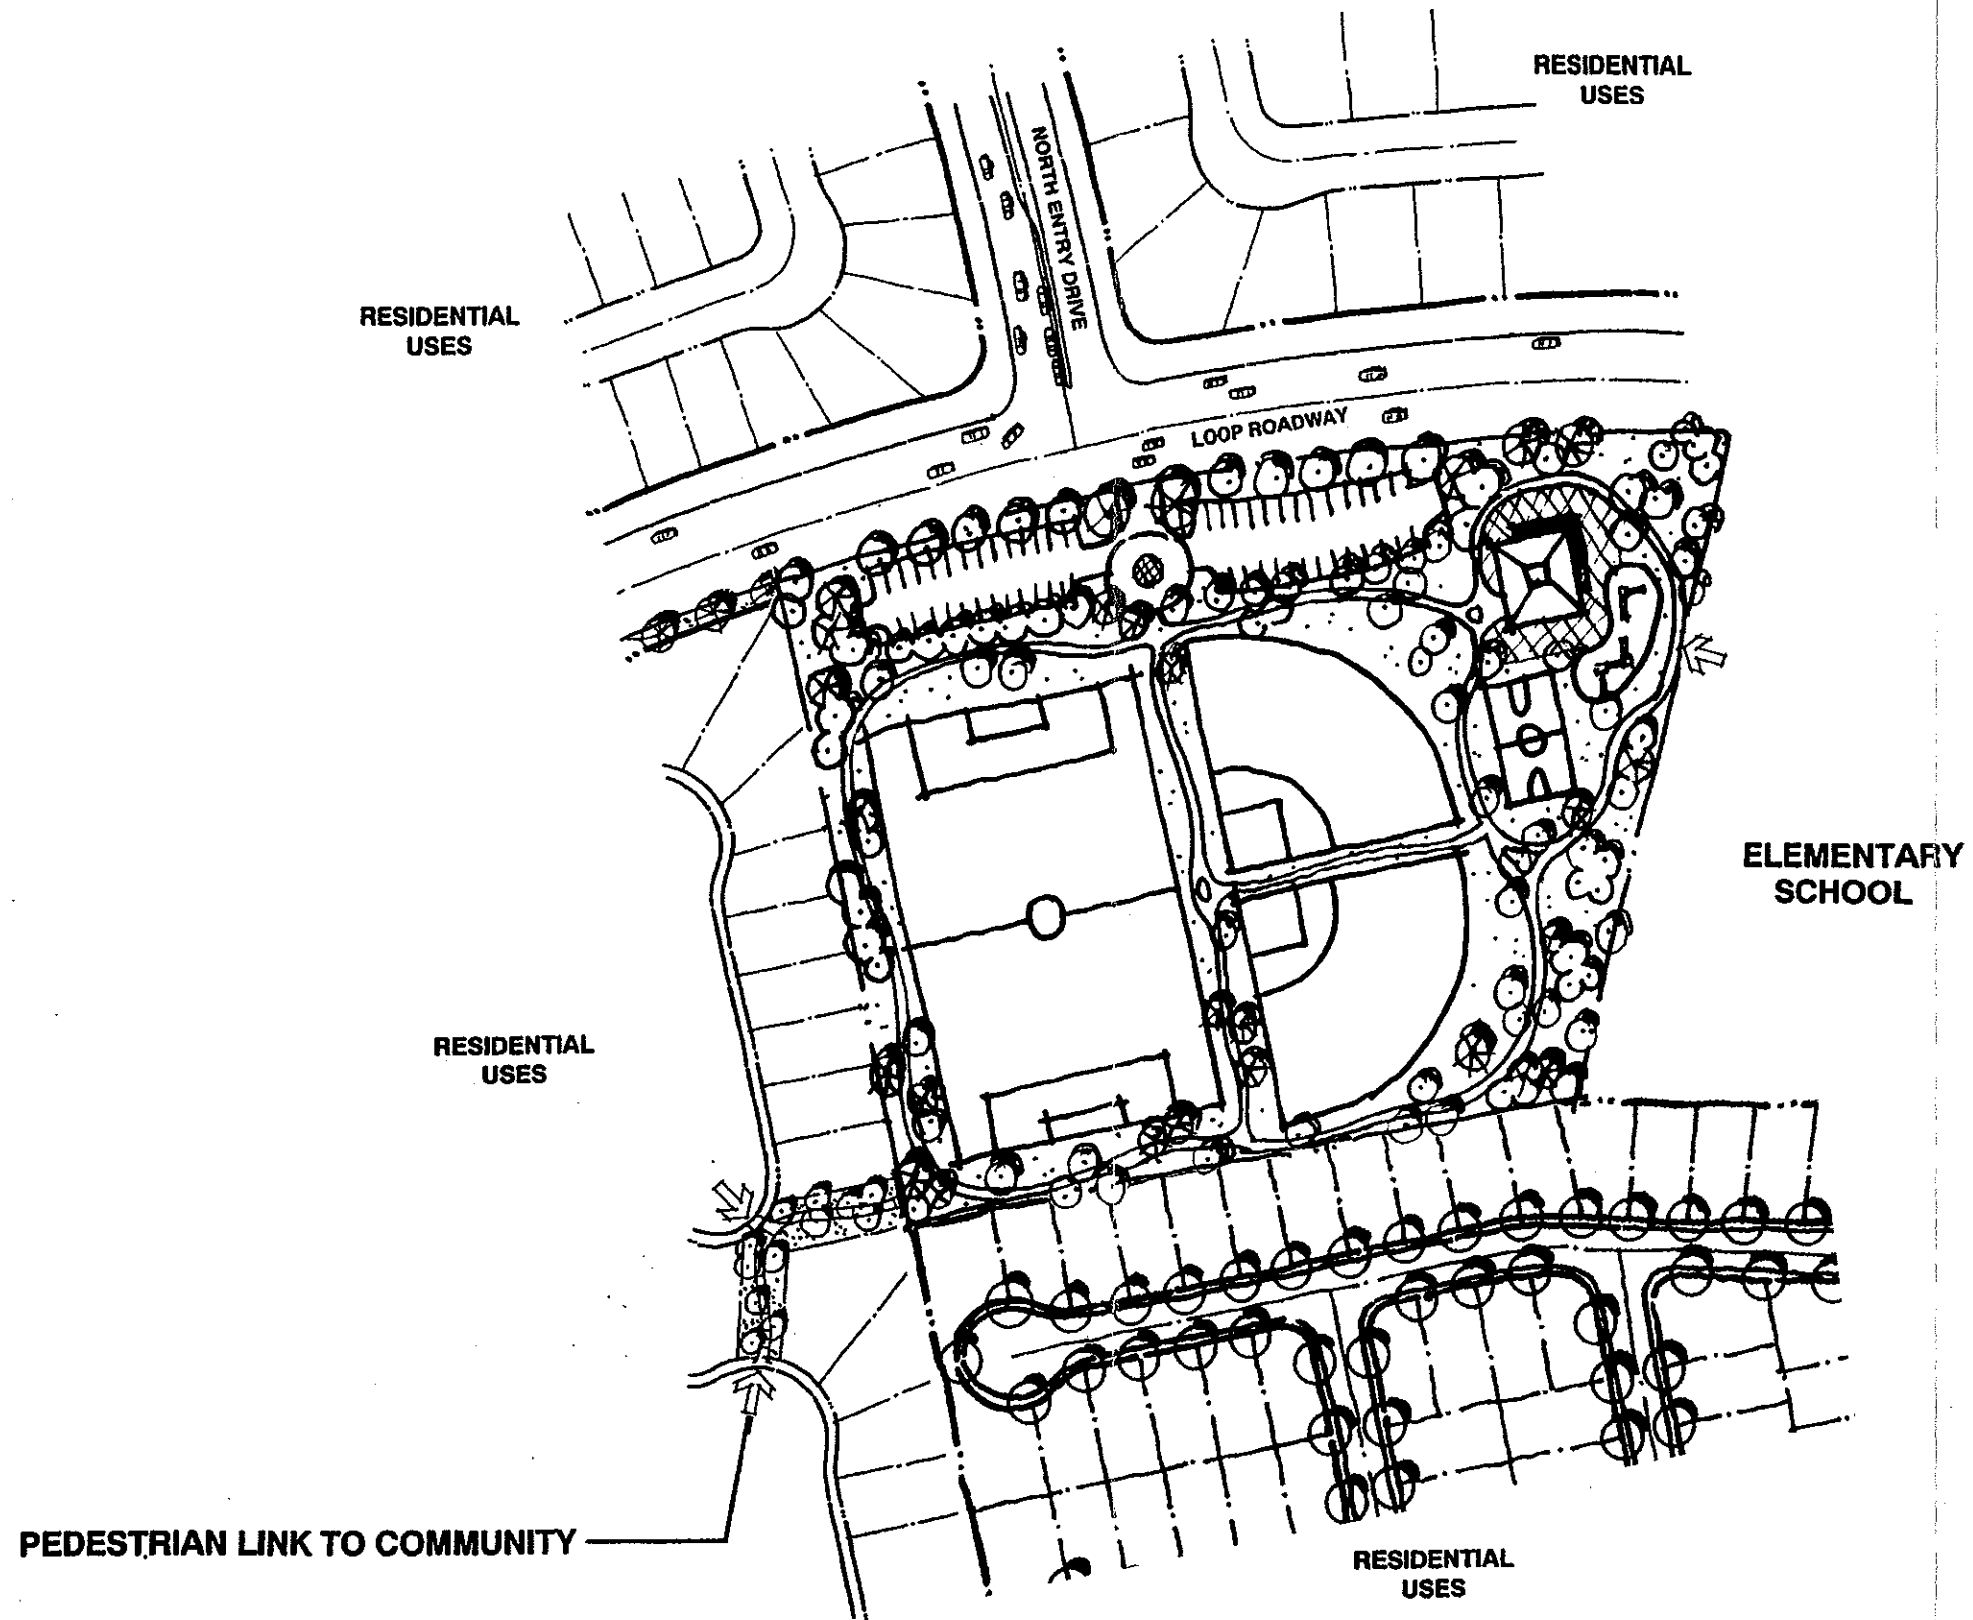 RESIDENTIAL
USES
NORTH ENTRY DRIVE
RESIDENTIAL
USES
LOOP ROADWAY
ELEMENTARY
SCHOOL
RESIDENTIAL
USES
PEDESTRIAN LINK TO COMMUNITY
RESIDENTIAL
USES